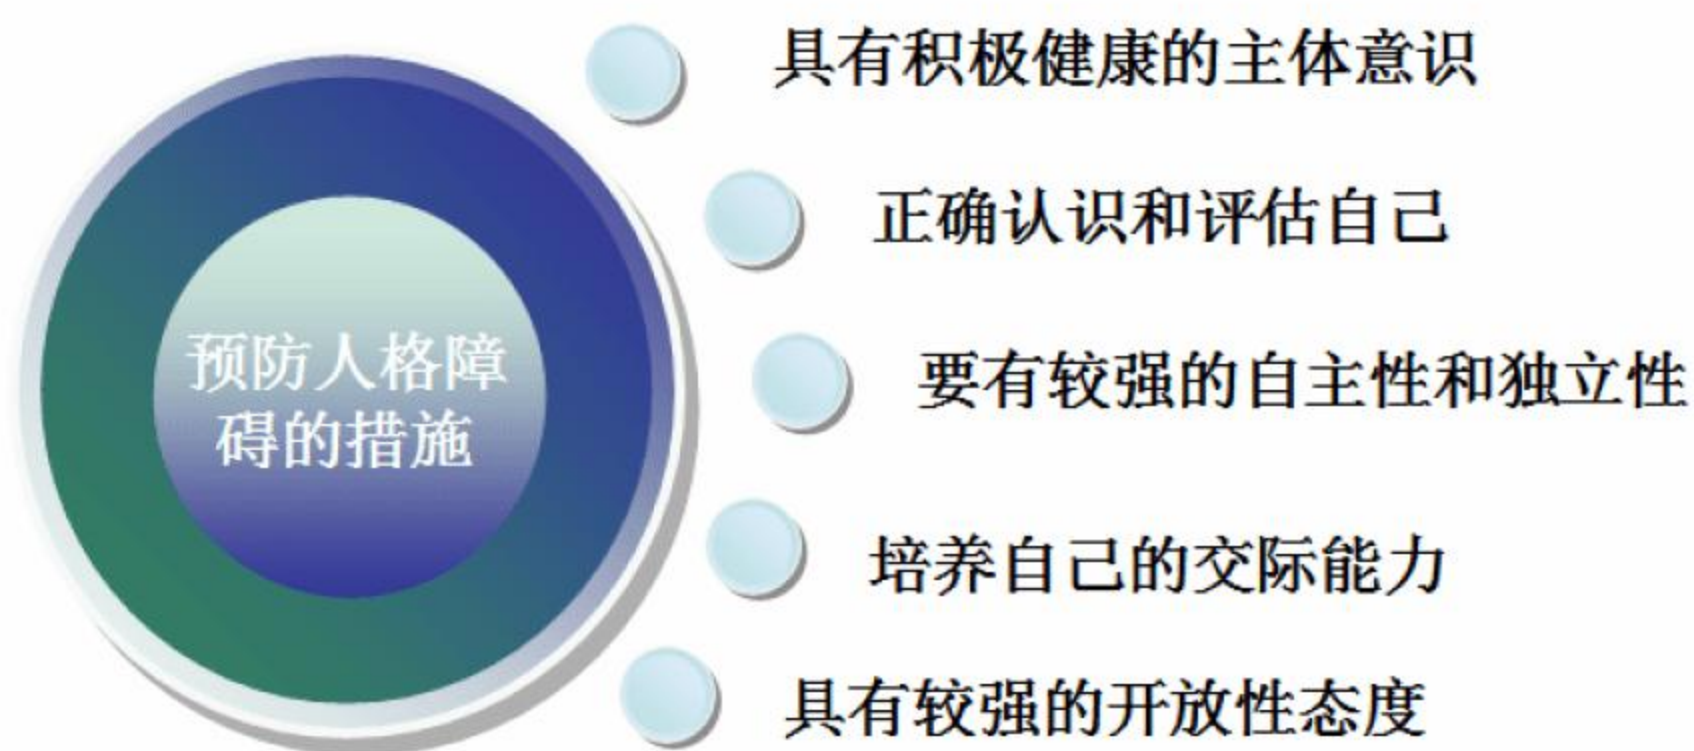 预防人格障
碍的措施
具有积极健康的主体意识
正确认识和评估自己
要有较强的自主性和独立性
培养自己的交际能力
具有较强的开放性态度